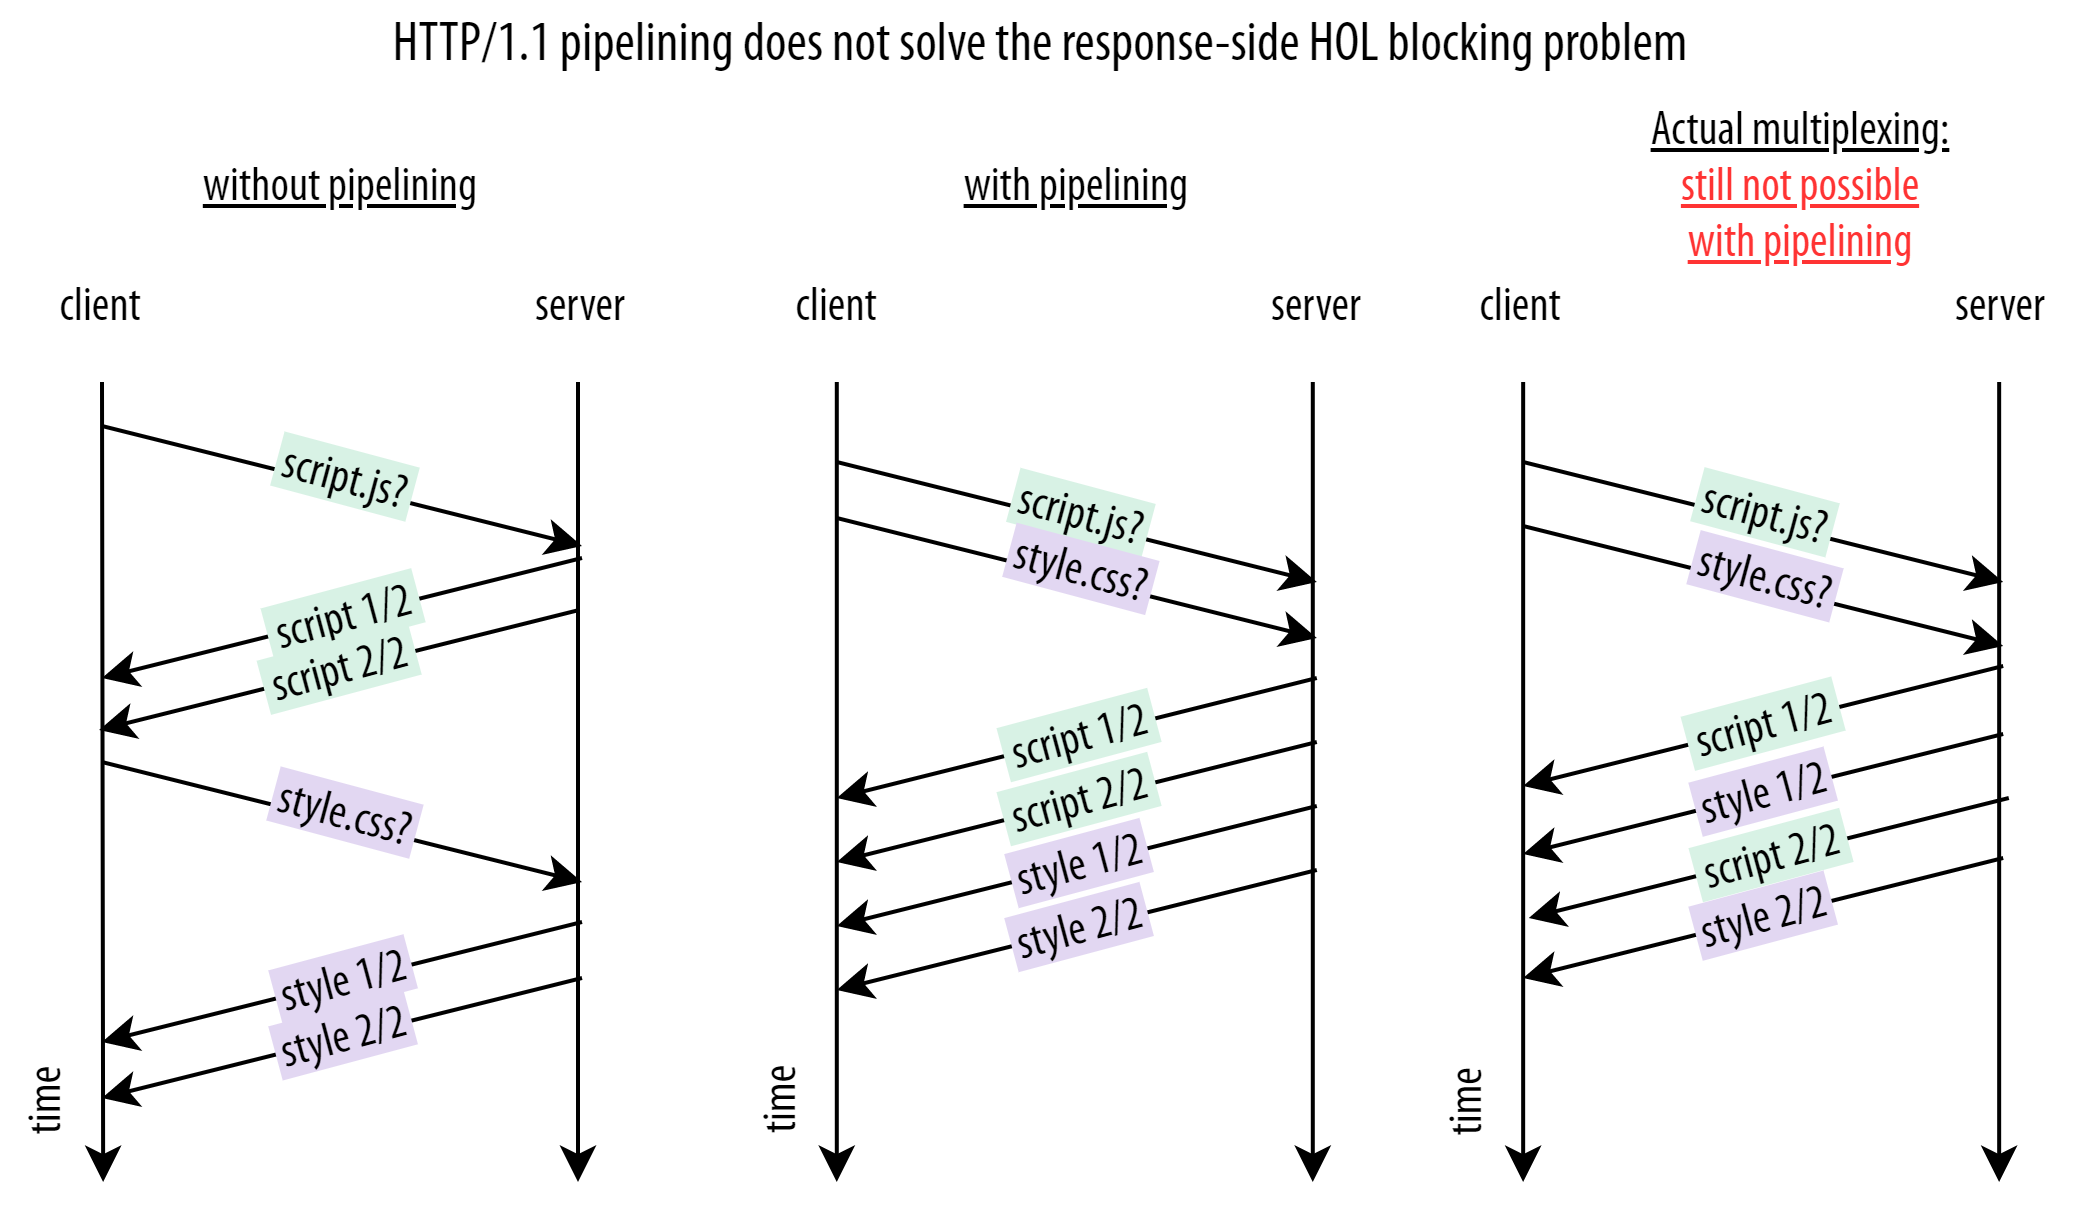 HTTP/1.1 pipelining does not solve the response-side HOL blocking problem
without pipelining
client
server
script.js?
script 1/2
script 2/2
style.css?
style 1/2
style 2/2
time
with pipelining
client
server
script.js?
style.css?
script 1/2
script 2/2
style 1/2
style 2/2
time
Actual multiplexing:
still not possible
with pipelining
client
server
script.js?
style.css?
script 1/2
style 1/2
script 2/2
style 2/2
time